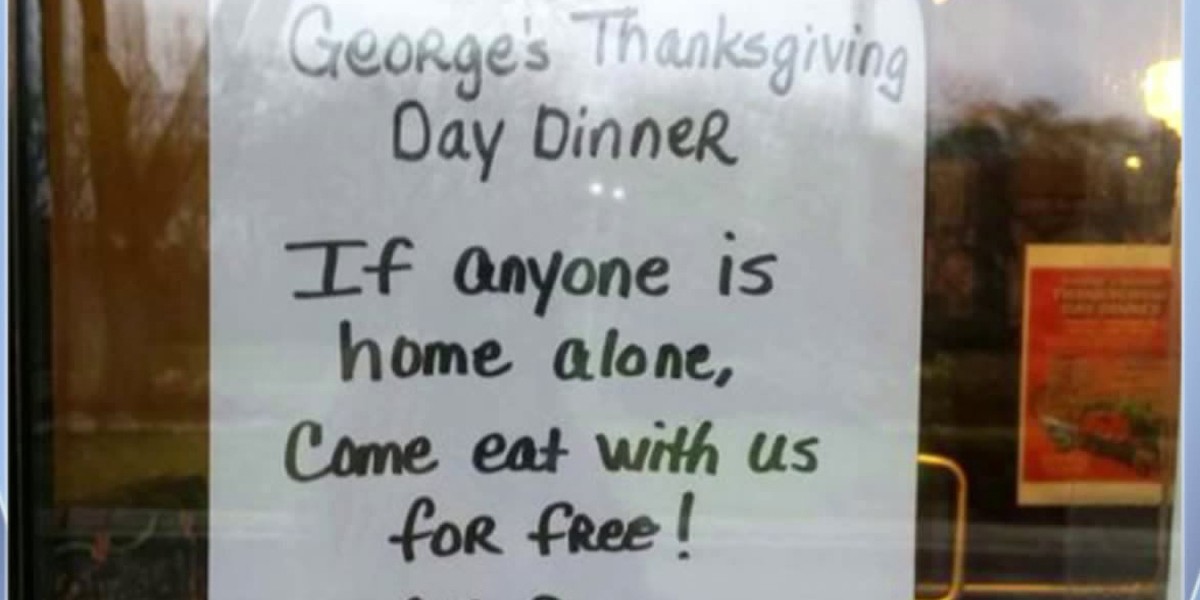 George's Thanksgiving
Day Dinner
If anyone is
home alone,
Come eat with us
for free!